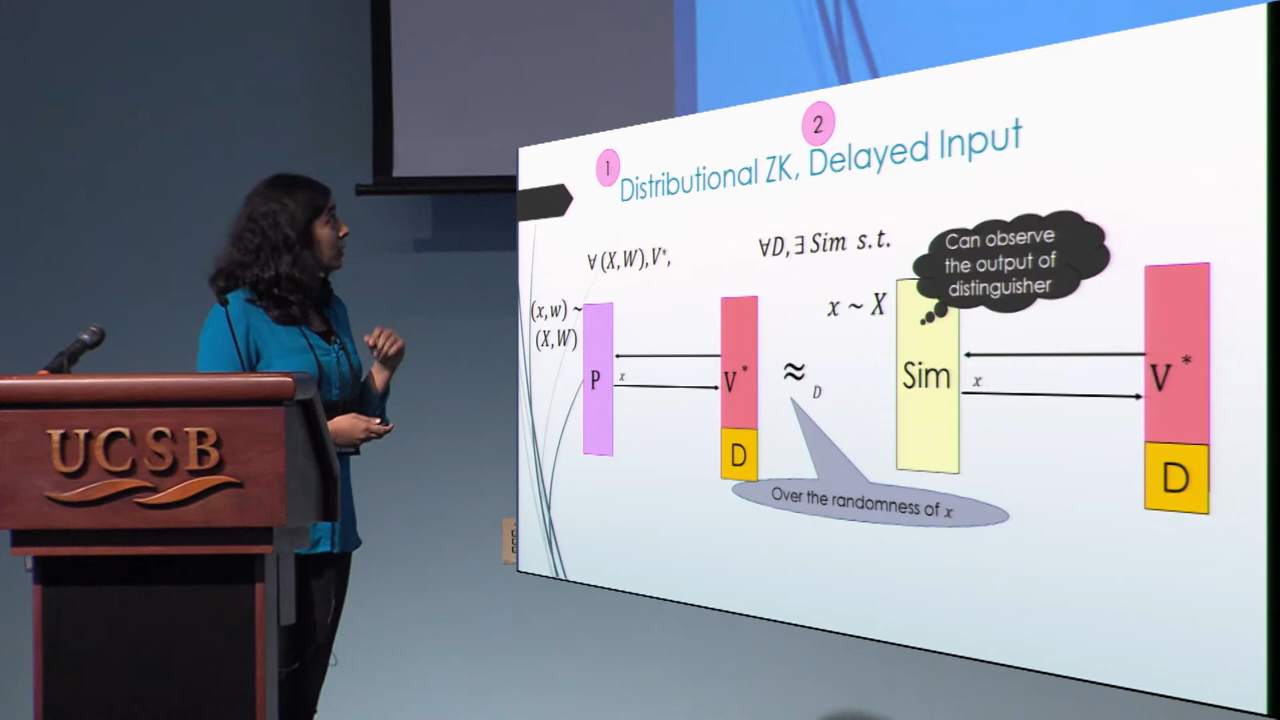 UCSB
1
2
Distributional ZK, Delayed Input
∀ (X,W),V*,
∀D, ∃ Sim s.t.
Can observe
the output of
distinguisher
(x,w) ~
(X,W)
x ~ X
P
x
V*
≈D
Sim
x
V*
D
D
Over the randomness of x